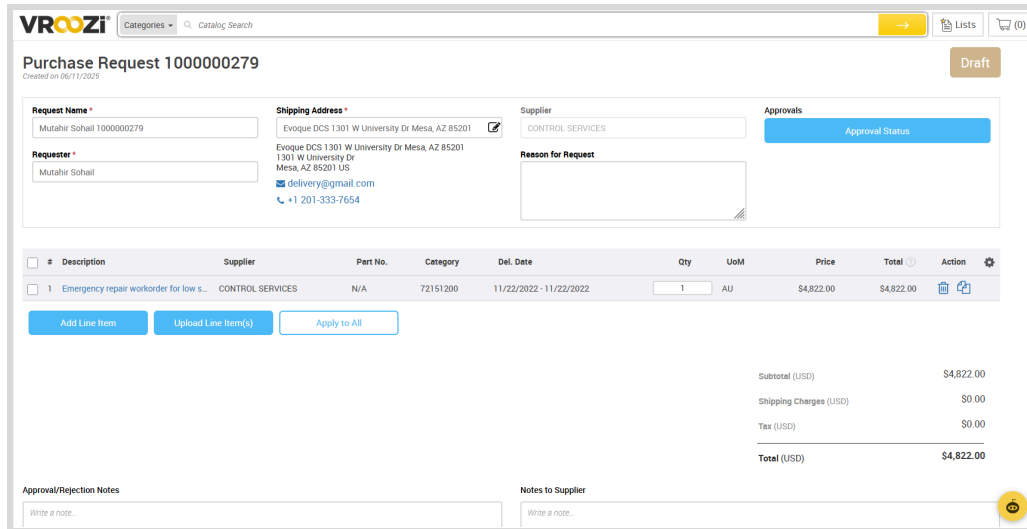 VROOZi Categories Catalog Search Lists (0)
Purchase Request 1000000279 Draft
Created on 06/11/2025
Request Name * Shipping Address * Supplier Approvals
Mutahir Sohail 1000000279 Evoque DCS 1301 W University Dr Mesa, AZ 85201 CONTROL SERVICES Approval Status
Requester * Evoque DCS 1301 W University Dr Mesa, AZ 85201 Reason for Request
1301 W University Dr
Mutahir Sohail Mesa, AZ 85201 US
delivery@gmail.com
+1 201-333-7654
# Description Supplier Part No. Category Del. Date Qty UoM Price Total Action
1 Emergency repair workorder for low s... CONTROL SERVICES N/A 72151200 11/22/2022 - 11/22/2022 1 AU $4,822.00 $4,822.00
Add Line Item Upload Line Item(s) Apply to All
Subtotal (USD) $4,822.00
Shipping Charges (USD) $0.00
Tax (USD) $0.00
Total (USD) $4,822.00
Approval/Rejection Notes Notes to Supplier
Write a note... Write a note...